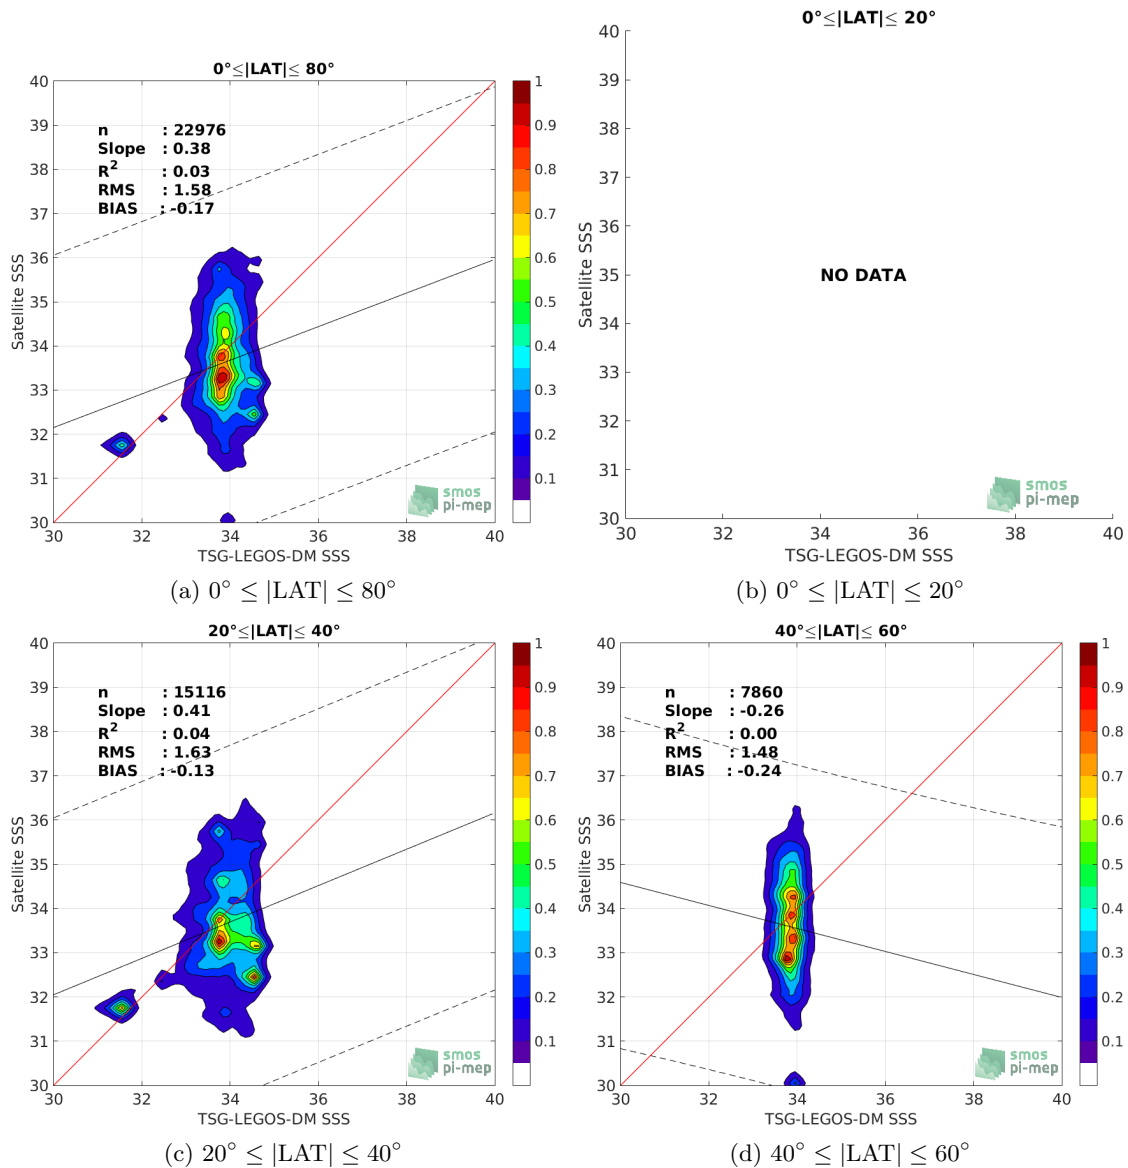 0°≤|LAT|≤ 80°
40
39
38
37
36
35
34
33
32
31
30
Satellite SSS
n : 22976
Slope : 0.38
R² : 0.03
RMS : 1.58
BIAS : -0.17
smos
pi-mep
30 32 34 36 38 40
TSG-LEGOS-DM SSS
1
0.9
0.8
0.7
0.6
0.5
0.4
0.3
0.2
0.1
(a) 0° ≤ |LAT| ≤ 80°
0°≤|LAT|≤ 20°
40
39
38
37
36
35
34
33
32
31
30
Satellite SSS
NO DATA
smos
pi-mep
30 32 34 36 38 40
TSG-LEGOS-DM SSS
(b) 0° ≤ |LAT| ≤ 20°
20°≤|LAT|≤ 40°
40
39
38
37
36
35
34
33
32
31
30
Satellite SSS
n : 15116
Slope : 0.41
R² : 0.04
RMS : 1.63
BIAS : -0.13
smos
pi-mep
30 32 34 36 38 40
TSG-LEGOS-DM SSS
1
0.9
0.8
0.7
0.6
0.5
0.4
0.3
0.2
0.1
(c) 20° ≤ |LAT| ≤ 40°
40°≤|LAT|≤ 60°
40
39
38
37
36
35
34
33
32
31
30
Satellite SSS
n : 7860
Slope : -0.26
R² : 0.00
RMS : 1.48
BIAS : -0.24
smos
pi-mep
30 32 34 36 38 40
TSG-LEGOS-DM SSS
1
0.9
0.8
0.7
0.6
0.5
0.4
0.3
0.2
0.1
(d) 40° ≤ |LAT| ≤ 60°